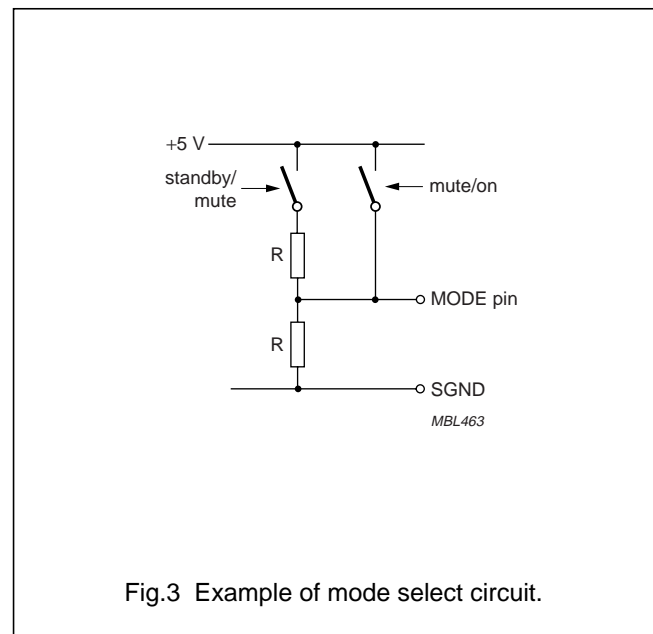 +5 V
standby/
mute
mute/on
R
MODE pin
R
SGND
MBL463
Fig.3 Example of mode select circuit.